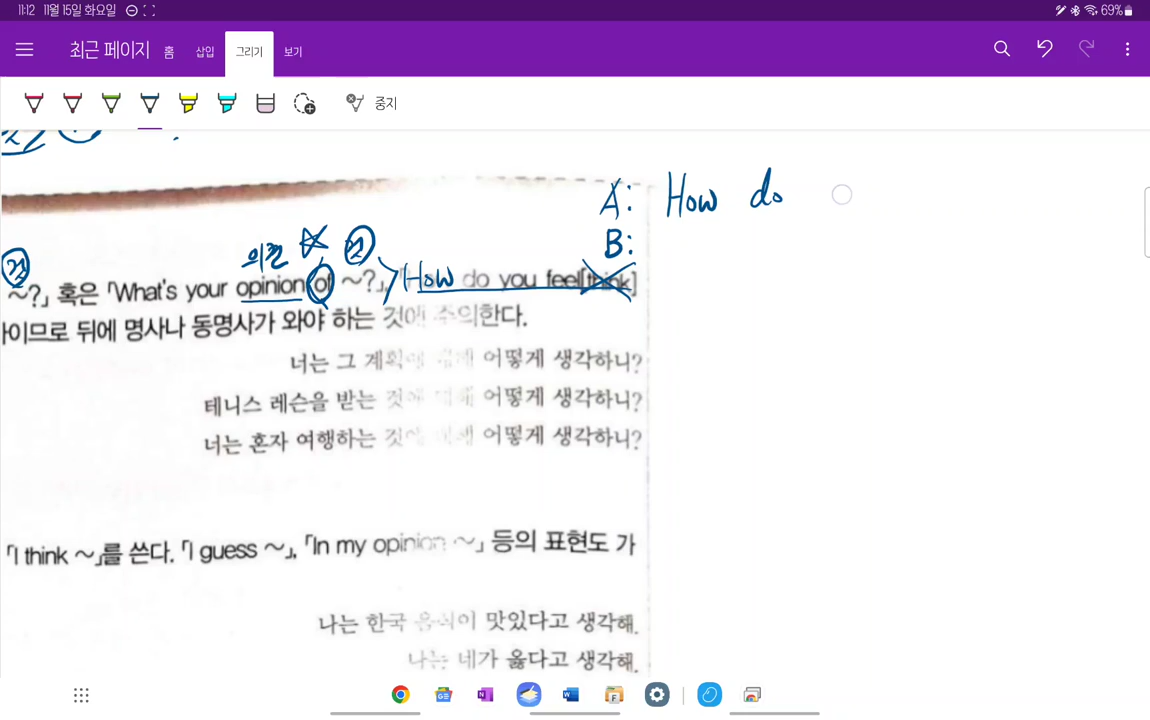 11:12 11월 15일 화요일 69%
최근 페이지 홈 삽입 그리기 보기
중지
A: How do
B:
의견
~?」 혹은 「What's your opinion of ~?」, How do you feel[think]
이므로 뒤에 명사나 동명사가 와야 하는 것에 주의한다.
너는 그 계획에 대해 어떻게 생각하니?
테니스 레슨을 받는 것에 대해 어떻게 생각하니?
너는 혼자 여행하는 것에 대해 어떻게 생각하니?
「I think ~」를 쓴다. 「I guess ~」, 「In my opinion ~」 등의 표현도 가
나는 한국 음식이 맛있다고 생각해.
나는 네가 옳다고 생각해.